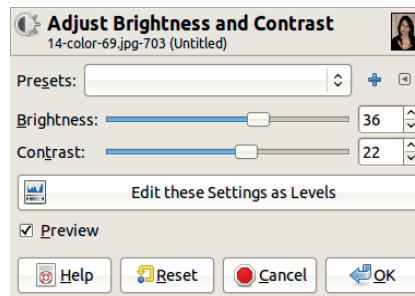 Adjust Brightness and Contrast
14-color-69.jpg-703 (Untitled)
Presets:
Brightness: 36
Contrast: 22
Edit these Settings as Levels
Preview
Help Reset Cancel OK